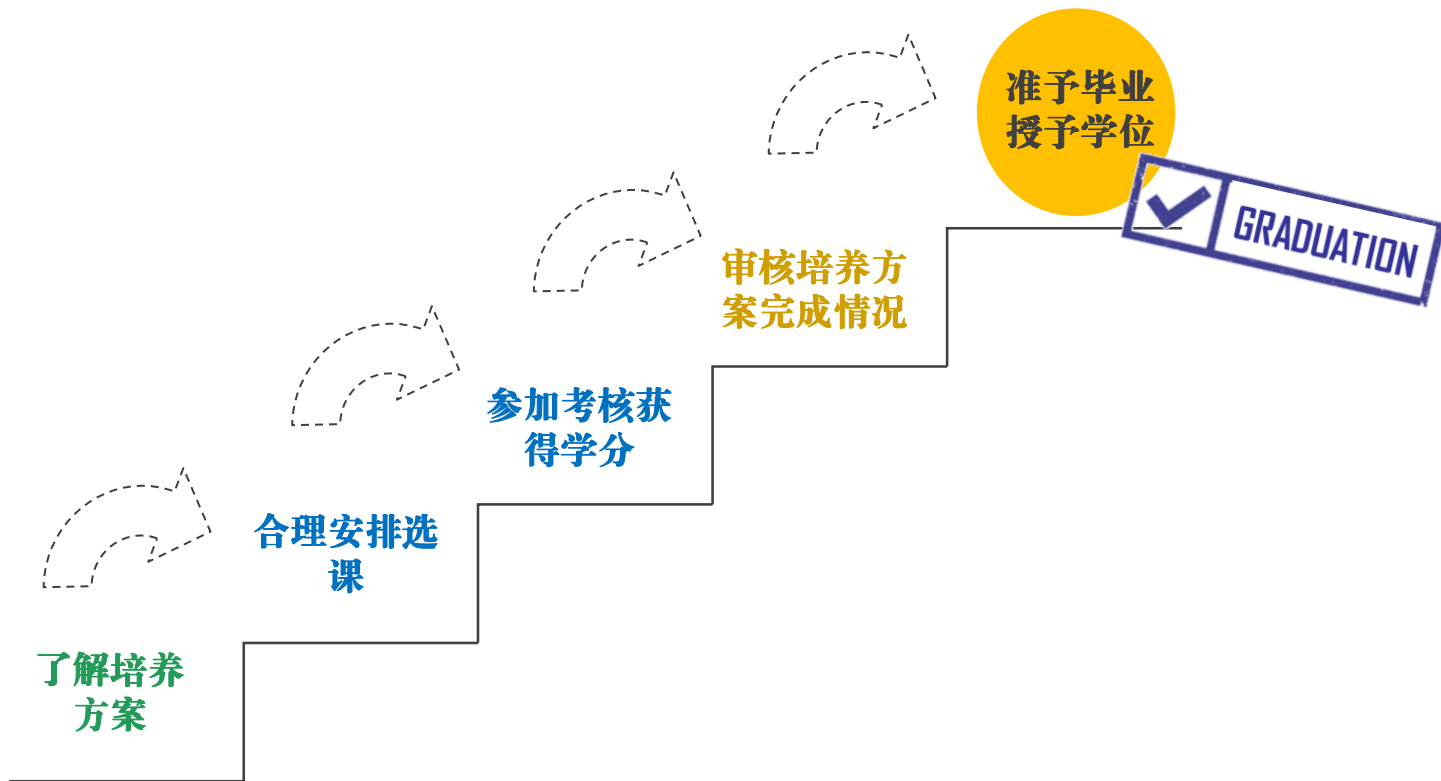 准予毕业
授予学位
GRADUATION
审核培养方
案完成情况
参加考核获
得学分
合理安排选
课
了解培养
方案